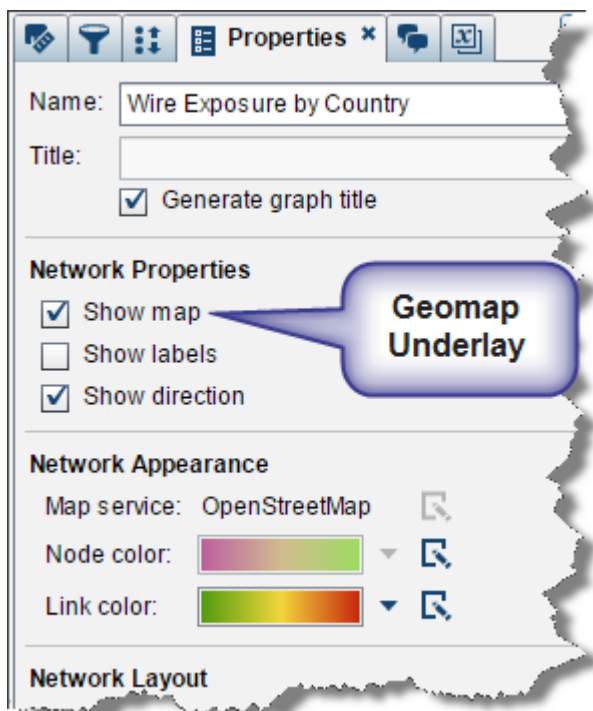 Properties
Name: Wire Exposure by Country
Title:
Generate graph title
Network Properties
Show map
Geomap
Underlay
Show labels
Show direction
Network Appearance
Map service: OpenStreetMap
Node color:
Link color:
Network Layout